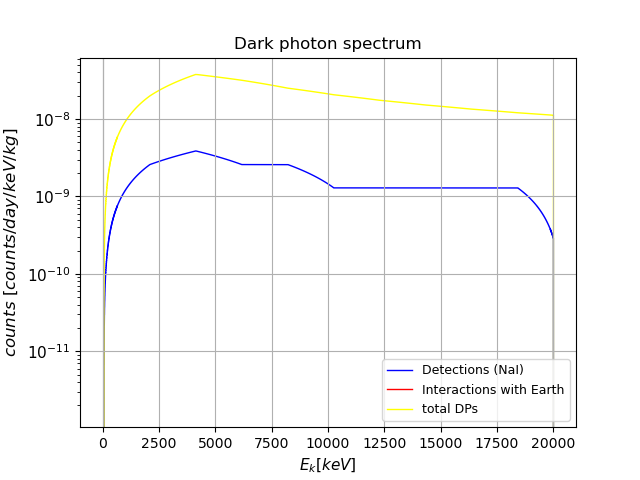 Dark photon spectrum
counts [counts/day/keV/kg]
10⁻⁸
10⁻⁹
10⁻¹⁰
10⁻¹¹
Detections (NaI)
Interactions with Earth
total DPs
0 2500 5000 7500 10000 12500 15000 17500 20000
Eₖ[keV]